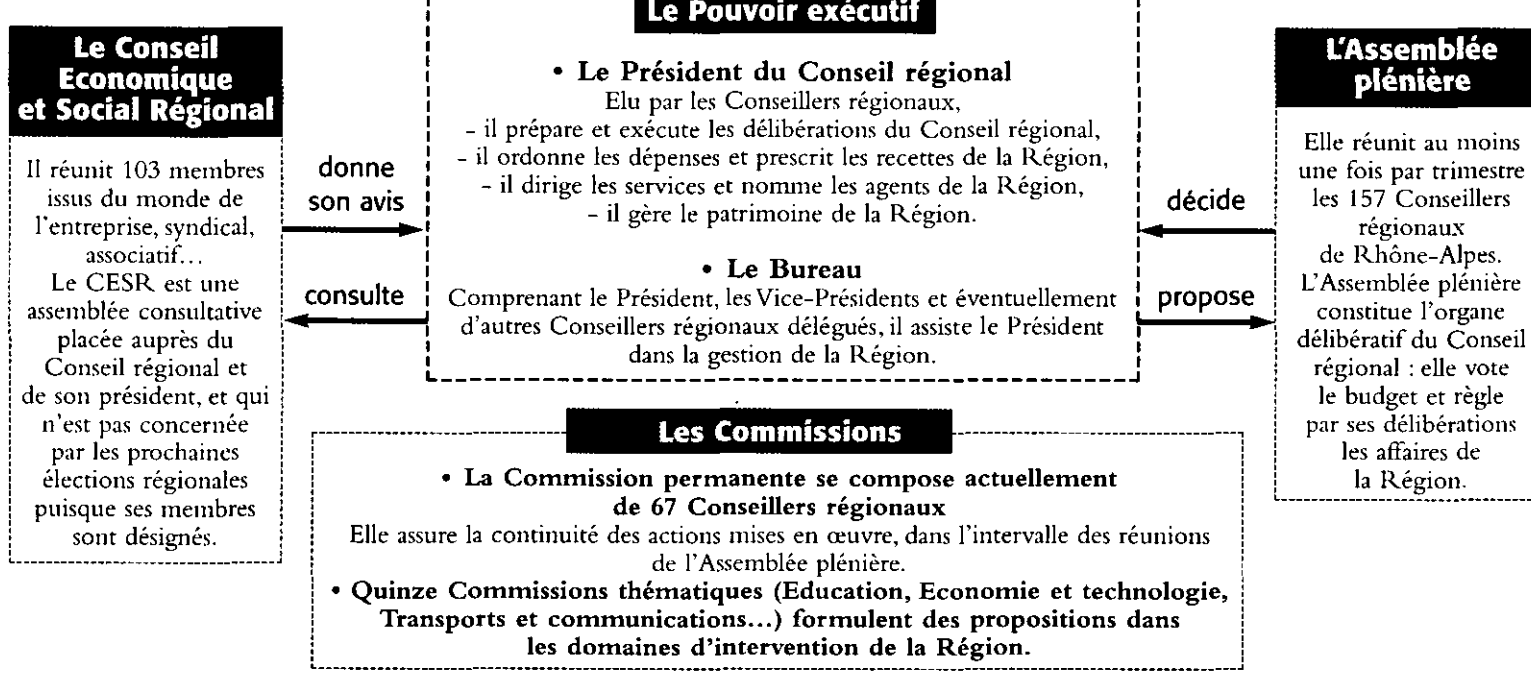 Le Conseil
Economique
et Social Régional
Il réunit 103 membres
issus du monde de
l'entreprise, syndical,
associatif...
Le CESR est une
assemblée consultative
placée auprès du
Conseil régional et
de son président, et qui
n'est pas concernée
par les prochaines
élections régionales
puisque ses membres
sont désignés.
donne
son avis
consulte
Le Pouvoir exécutif
• Le Président du Conseil régional
Elu par les Conseillers régionaux,
- il prépare et exécute les délibérations du Conseil régional,
- il ordonne les dépenses et prescrit les recettes de la Région,
- il dirige les services et nomme les agents de la Région,
- il gère le patrimoine de la Région.
• Le Bureau
Comprenant le Président, les Vice-Présidents et éventuellement
d'autres Conseillers régionaux délégués, il assiste le Président
dans la gestion de la Région.
décide
propose
L'Assemblée
plénière
Elle réunit au moins
une fois par trimestre
les 157 Conseillers
régionaux
de Rhône-Alpes.
L'Assemblée plénière
constitue l'organe
délibératif du Conseil
régional : elle vote
le budget et règle
par ses délibérations
les affaires de
la Région.
Les Commissions
• La Commission permanente se compose actuellement
de 67 Conseillers régionaux
Elle assure la continuité des actions mises en œuvre, dans l'intervalle des réunions
de l'Assemblée plénière.
• Quinze Commissions thématiques (Education, Economie et technologie,
Transports et communications...) formulent des propositions dans
les domaines d'intervention de la Région.